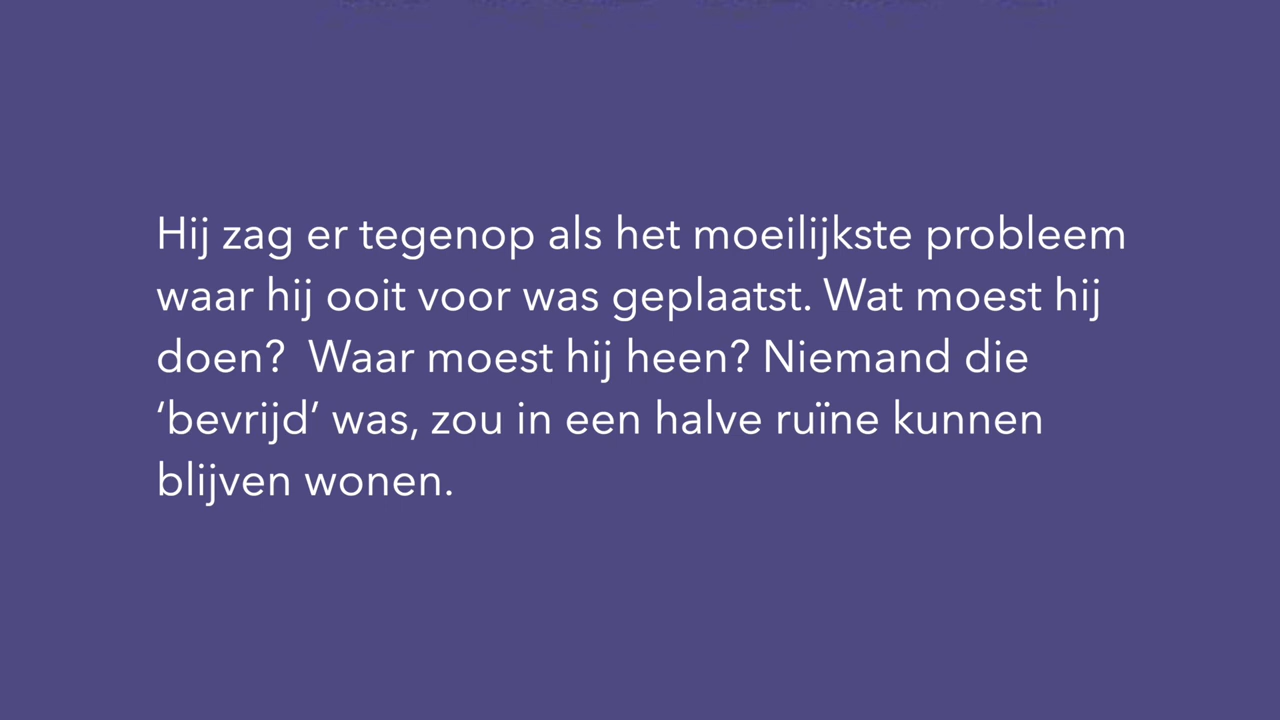 Hij zag er tegenop als het moeilijkste probleem
waar hij ooit voor was geplaatst. Wat moest hij
doen?  Waar moest hij heen? Niemand die
‘bevrijd’ was, zou in een halve ruïne kunnen
blijven wonen.